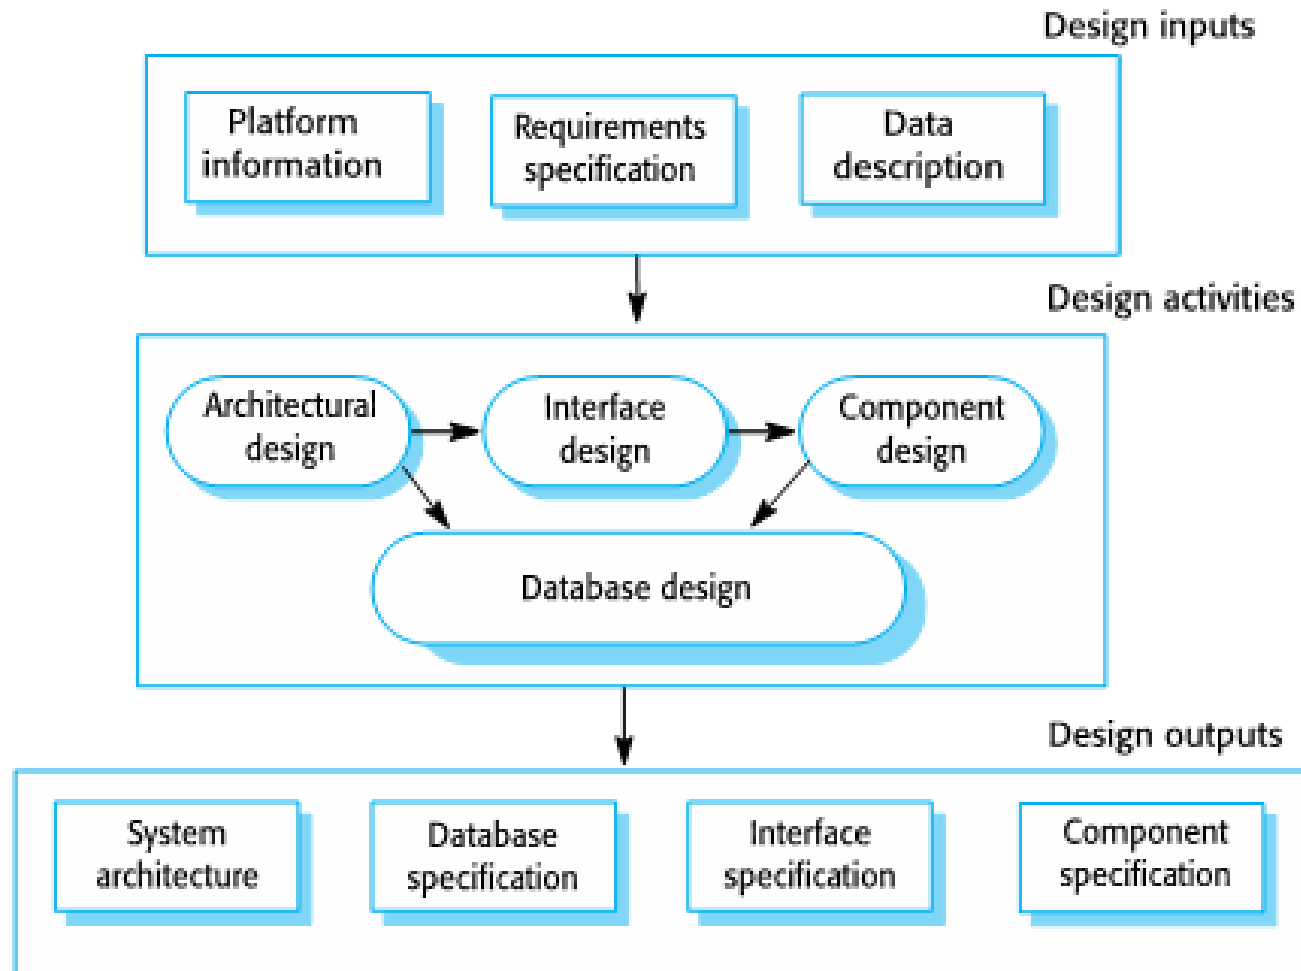 Design inputs
Platform
information
Requirements
specification
Data
description
Design activities
Architectural
design
Interface
design
Component
design
Database design
Design outputs
System
architecture
Database
specification
Interface
specification
Component
specification